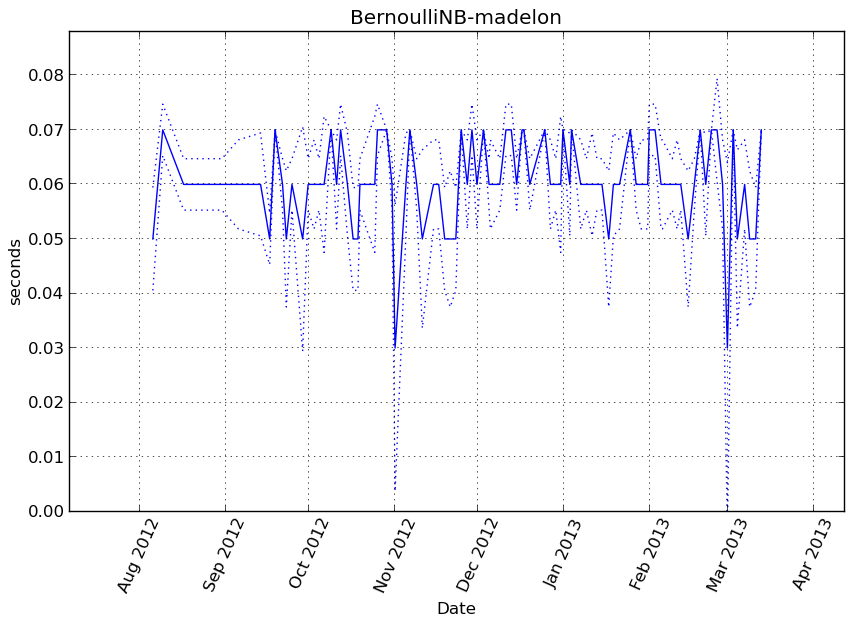 BernoulliNB-madelon
0.08
0.07
0.06
0.05
0.04
0.03
0.02
0.01
0.00
seconds
Aug 2012
Sep 2012
Oct 2012
Nov 2012
Dec 2012
Jan 2013
Feb 2013
Mar 2013
Apr 2013
Date